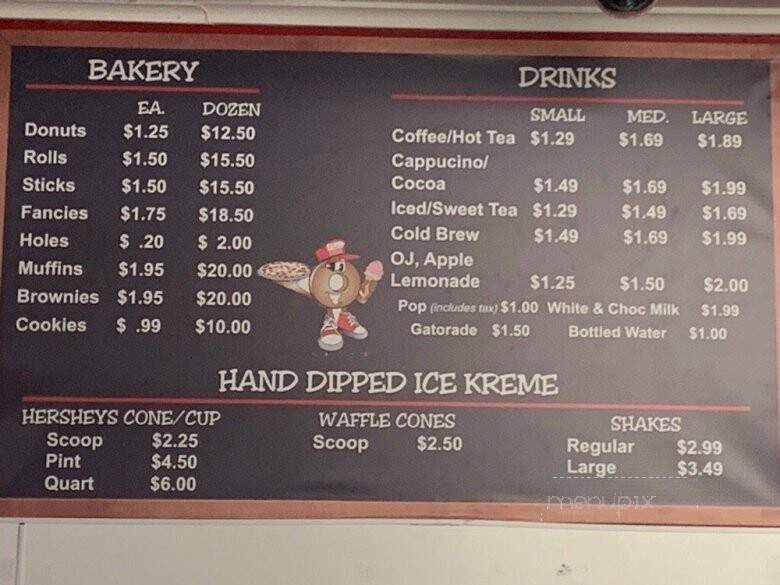 BAKERY
EA. DOZEN
Donuts $1.25 $12.50
Rolls $1.50 $15.50
Sticks $1.50 $15.50
Fancies $1.75 $18.50
Holes $ .20 $ 2.00
Muffins $1.95 $20.00
Brownies $1.95 $20.00
Cookies $ .99 $10.00
DRINKS
SMALL MED. LARGE
Coffee/Hot Tea $1.29 $1.69 $1.89
Cappucino/
Cocoa $1.49 $1.69 $1.99
Iced/Sweet Tea $1.29 $1.49 $1.69
Cold Brew $1.49 $1.69 $1.99
OJ, Apple
Lemonade $1.25 $1.50 $2.00
Pop (includes tax) $1.00 White & Choc Milk $1.99
Gatorade $1.50 Bottled Water $1.00
HAND DIPPED ICE KREME
HERSHEYS CONE/CUP
Scoop $2.25
Pint $4.50
Quart $6.00
WAFFLE CONES
Scoop $2.50
SHAKES
Regular $2.99
Large $3.49
menupix